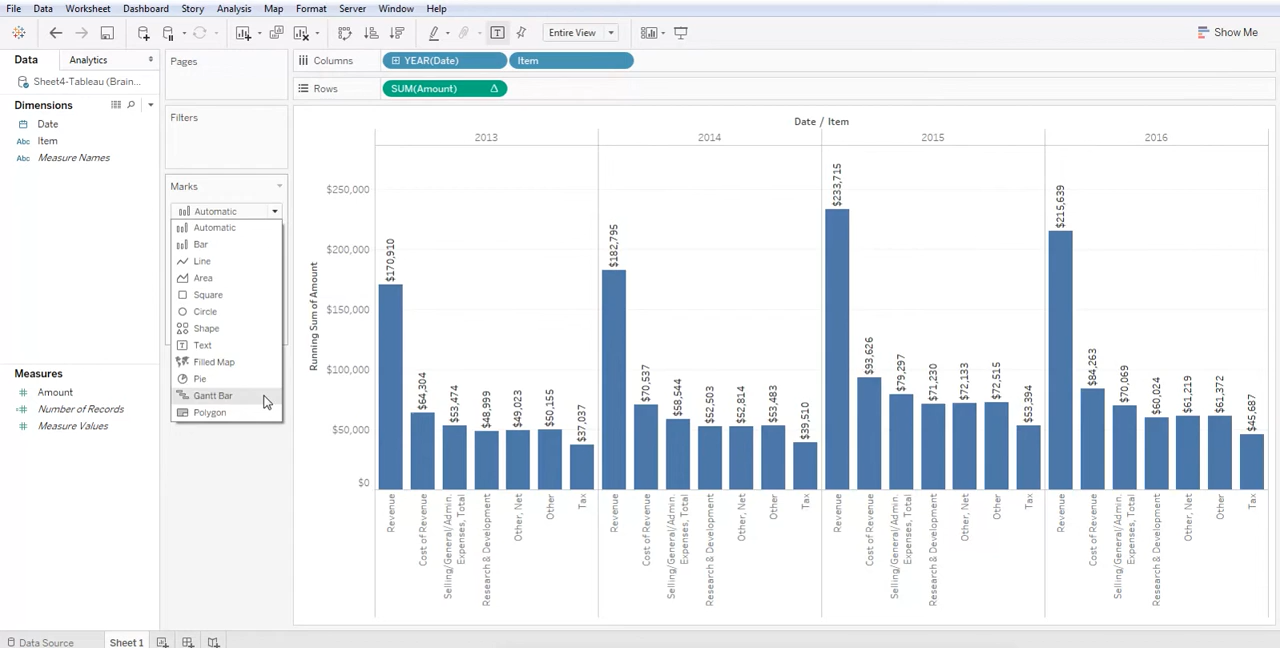 File Data Worksheet Dashboard Story Analysis Map Format Server Window Help
Entire View
Show Me
Data
Analytics
Sheet4-Tableau (Brain...
Dimensions
Date
Abc Item
Abc Measure Names
Measures
# Amount
# Number of Records
# Measure Values
Pages
Filters
Marks
Automatic
Automatic
Bar
Line
Area
Square
Circle
Shape
Text
Filled Map
Pie
Gantt Bar
Polygon
Columns
YEAR(Date)
Item
Rows
SUM(Amount) Δ
Date / Item
2013 2014 2015 2016
Running Sum of Amount
$250,000
$200,000
$150,000
$100,000
$50,000
$0
$170,910 $64,304 $53,474 $48,999 $49,023 $50,155 $37,037
$182,795 $70,537 $58,544 $52,503 $52,814 $53,483 $39,510
$233,715 $93,626 $79,297 $71,230 $72,133 $72,515 $53,394
$215,639 $84,263 $70,069 $60,024 $61,219 $61,372 $45,687
Revenue
Cost of Revenue
Selling/General/Admin.
Expenses, Total
Research & Development
Other, Net
Other
Tax
Revenue
Cost of Revenue
Selling/General/Admin.
Expenses, Total
Research & Development
Other, Net
Other
Tax
Revenue
Cost of Revenue
Selling/General/Admin.
Expenses, Total
Research & Development
Other, Net
Other
Tax
Revenue
Cost of Revenue
Selling/General/Admin.
Expenses, Total
Research & Development
Other, Net
Other
Tax
Data Source
Sheet 1